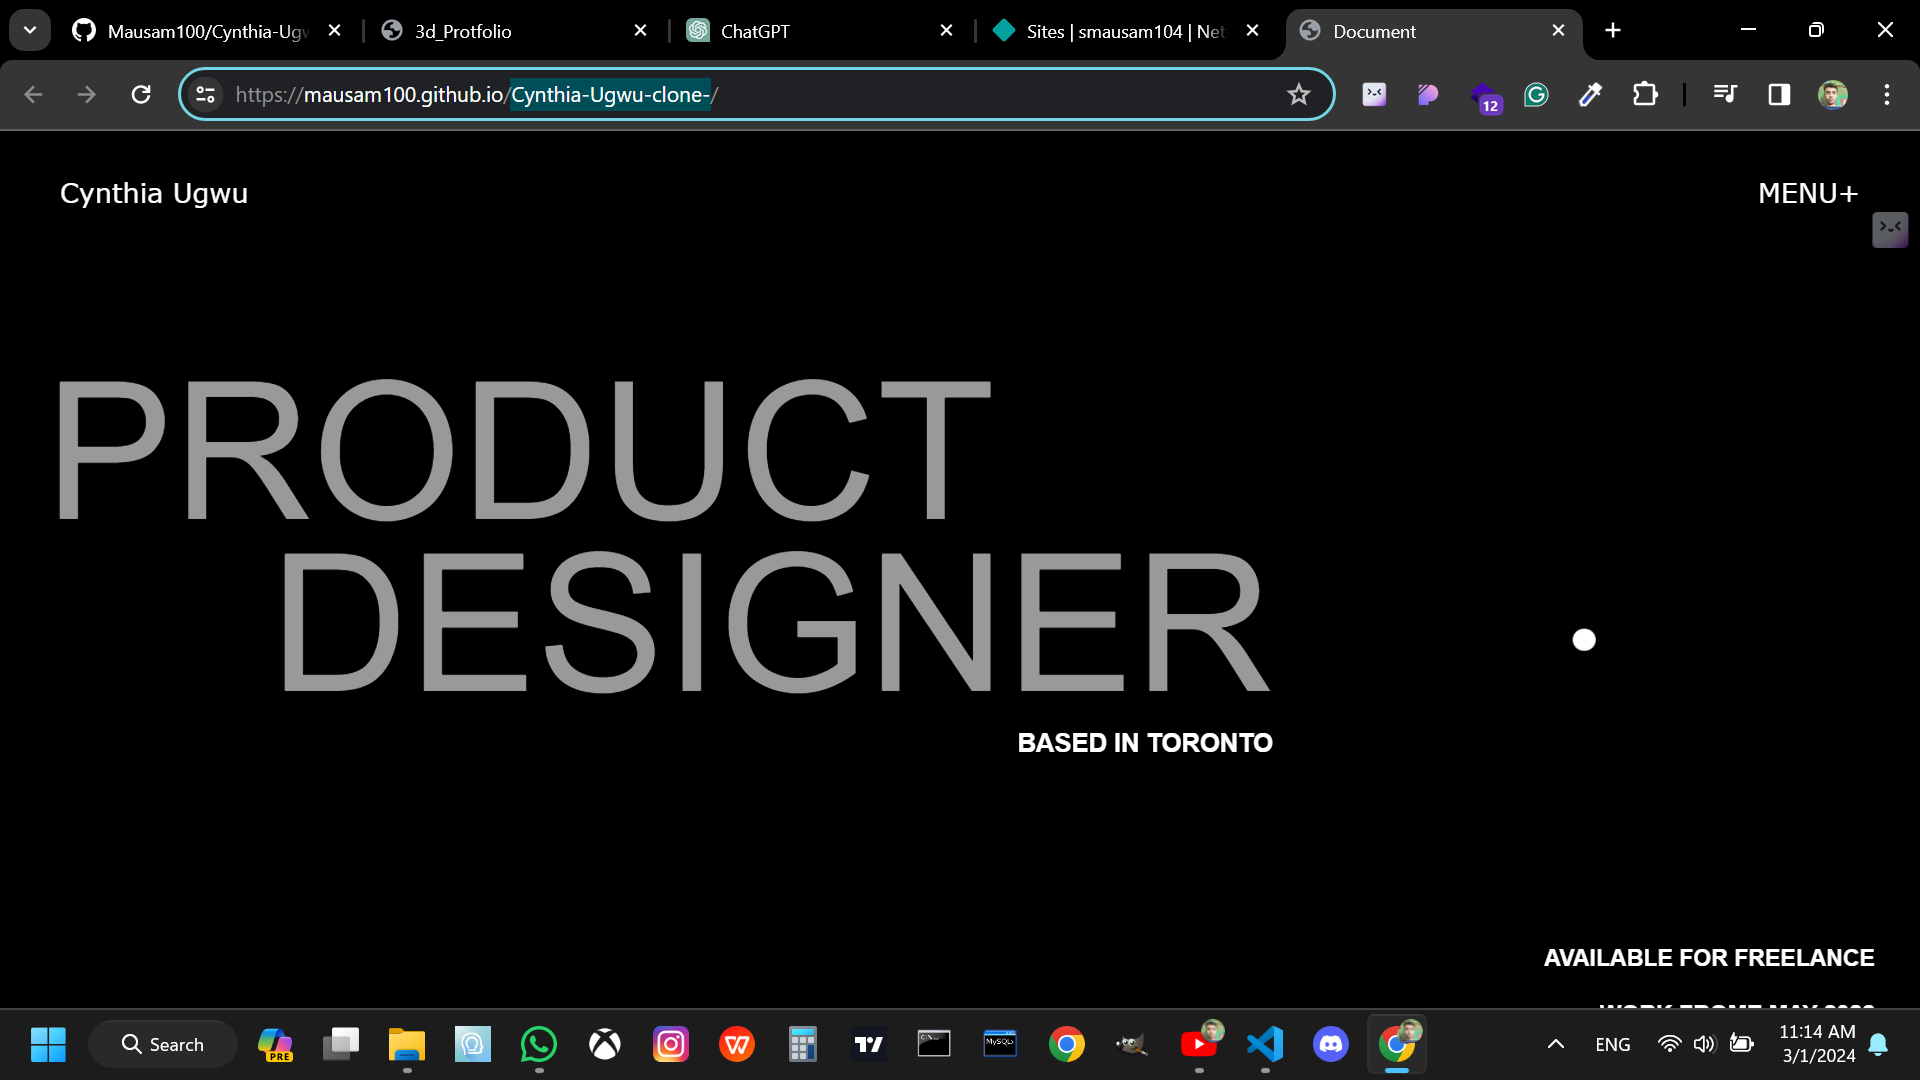 Mausam100/Cynthia-Ugw
3d_Protfolio
ChatGPT
Sites | smausam104 | Net
Document
https://mausam100.github.io/Cynthia-Ugwu-clone-/
12
Cynthia Ugwu
MENU+
PRODUCT
DESIGNER
BASED IN TORONTO
AVAILABLE FOR FREELANCE
Search
PRE
MySQL
ENG
11:14 AM
3/1/2024